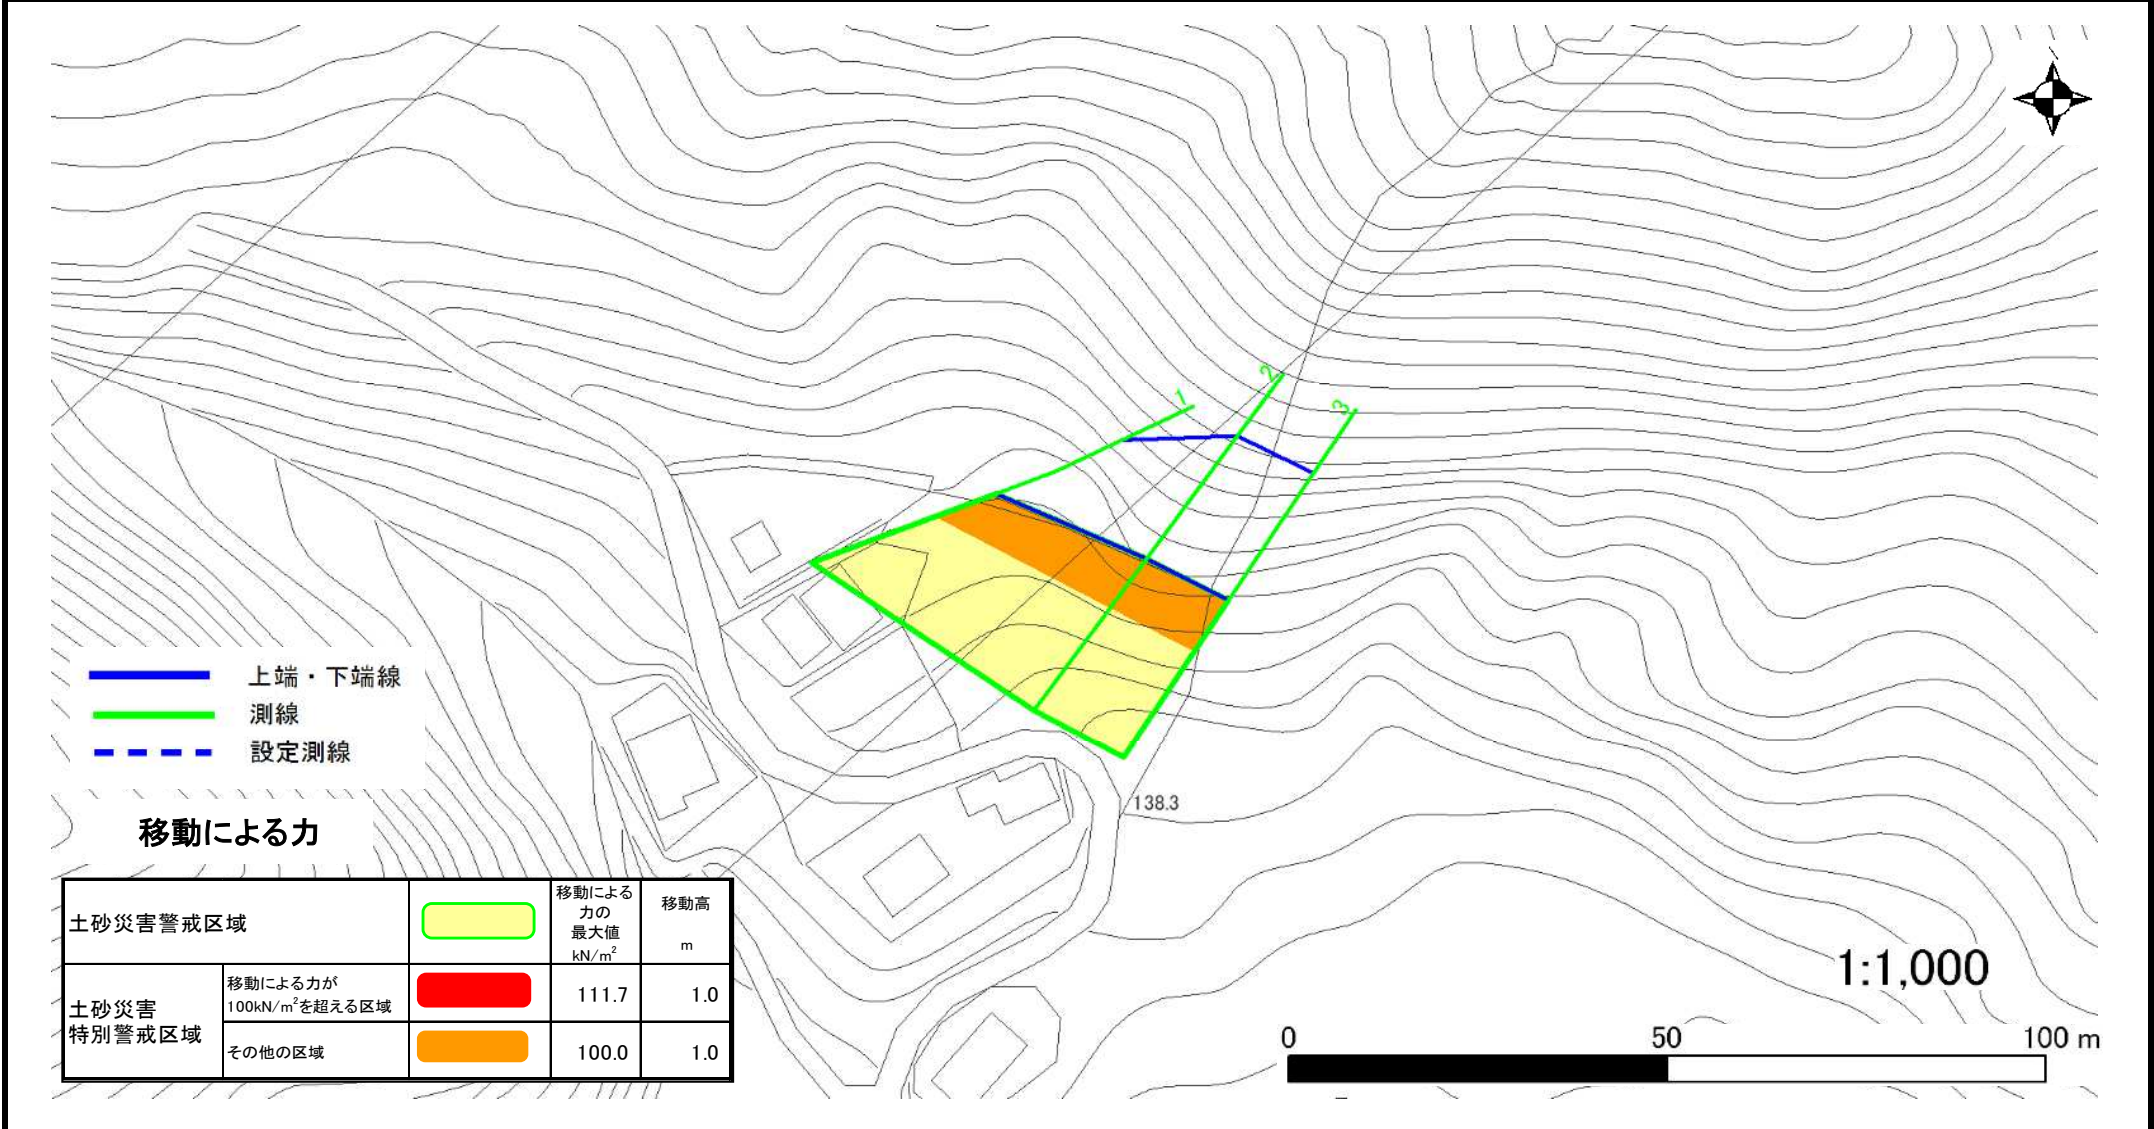 1
2
3
上端・下端線
測線
設定測線
138.3
移動による力
土砂災害警戒区域
移動による
力の
最大値
kN/m²
移動高
m
土砂災害
特別警戒区域
移動による力が
100kN/m²を超える区域
111.7
1.0
その他の区域
100.0
1.0
1:1,000
0
50
100 m